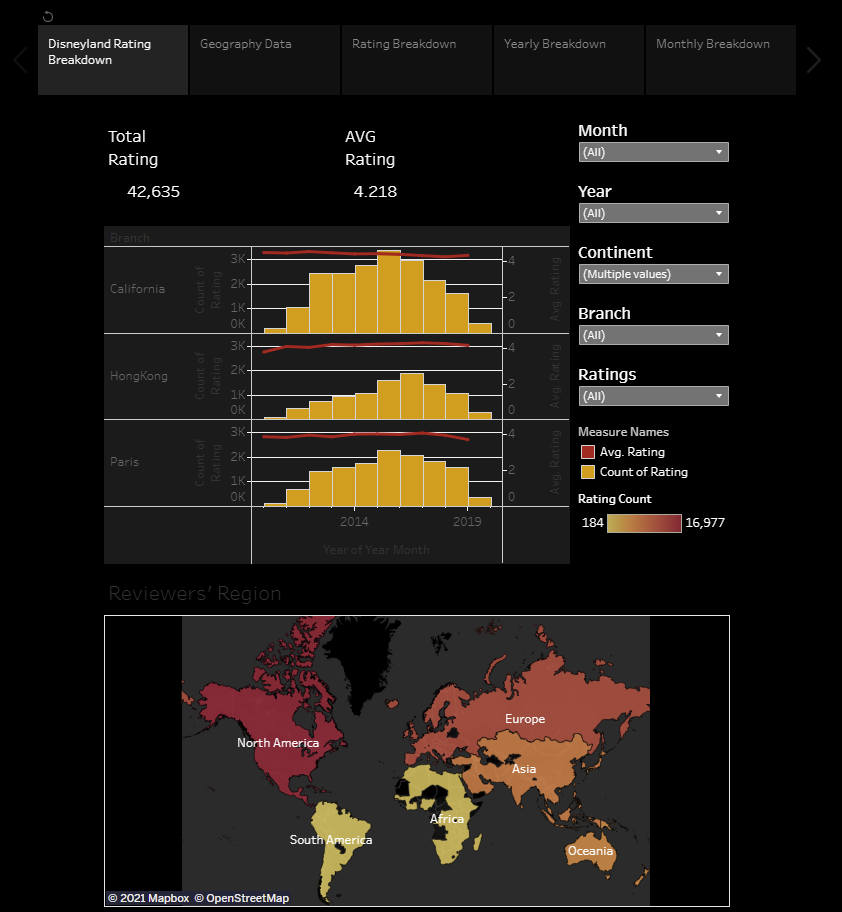 Disneyland Rating
Breakdown
Geography Data
Rating Breakdown
Yearly Breakdown
Monthly Breakdown
Total
Rating
42,635
AVG
Rating
4.218
Month
(All)
Year
(All)
Continent
(Multiple values)
Branch
(All)
Ratings
(All)
Measure Names
Avg. Rating
Count of Rating
Rating Count
184
16,977
Branch
California
Count of
Rating
3K
2K
1K
0K
4
2
0
Avg. Rating
HongKong
Count of
Rating
3K
2K
1K
0K
4
2
0
Avg. Rating
Paris
Count of
Rating
3K
2K
1K
0K
4
2
0
Avg. Rating
2014
2019
Year of Year Month
Reviewers' Region
Europe
North America
Asia
Africa
South America
Oceania
© 2021 Mapbox © OpenStreetMap